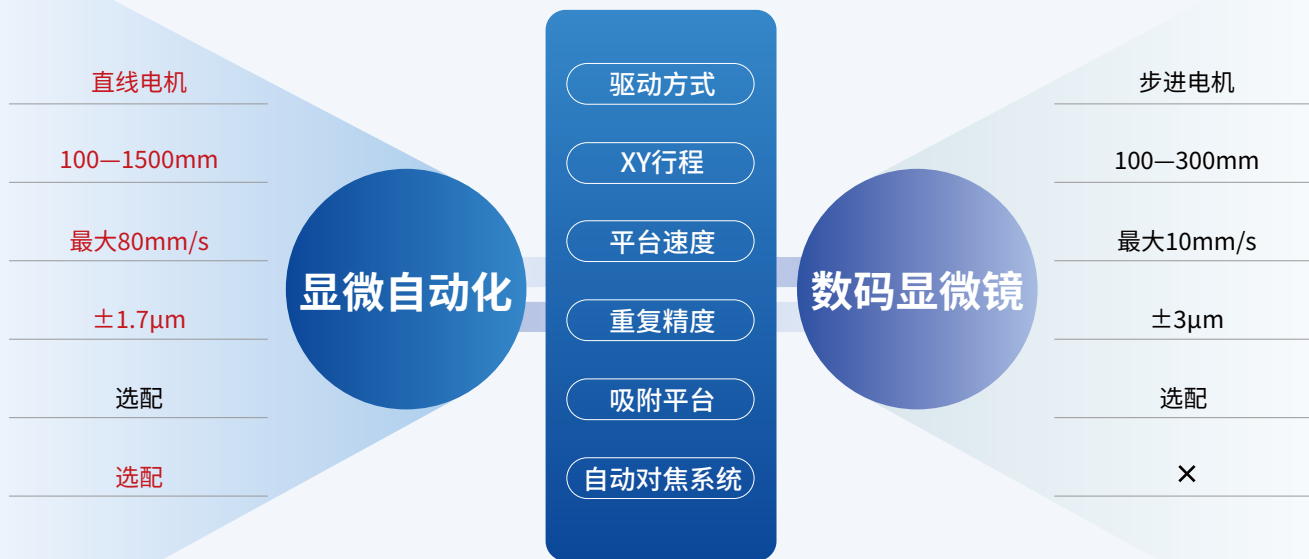 直线电机
驱动方式
步进电机
100—1500mm
XY行程
100—300mm
最大80mm/s
平台速度
最大10mm/s
显微自动化
数码显微镜
±1.7μm
重复精度
±3μm
选配
吸附平台
选配
选配
自动对焦系统
×